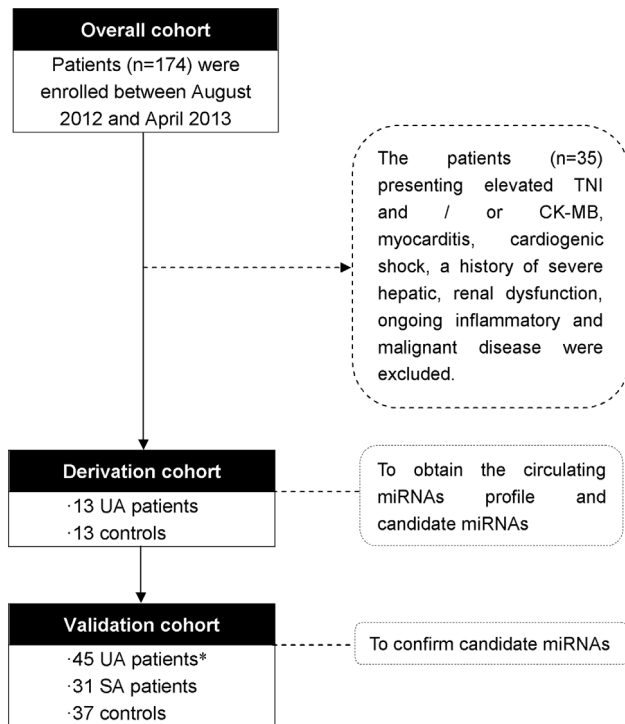 Overall cohort
Patients (n=174) were
enrolled between August
2012 and April 2013
The patients (n=35)
presenting elevated TNI
and / or CK-MB,
myocarditis, cardiogenic
shock, a history of severe
hepatic, renal dysfunction,
ongoing inflammatory and
malignant disease were
excluded.
Derivation cohort
·13 UA patients
·13 controls
To obtain the circulating
miRNAs profile and
candidate miRNAs
Validation cohort
·45 UA patients*
·31 SA patients
·37 controls
To confirm candidate miRNAs